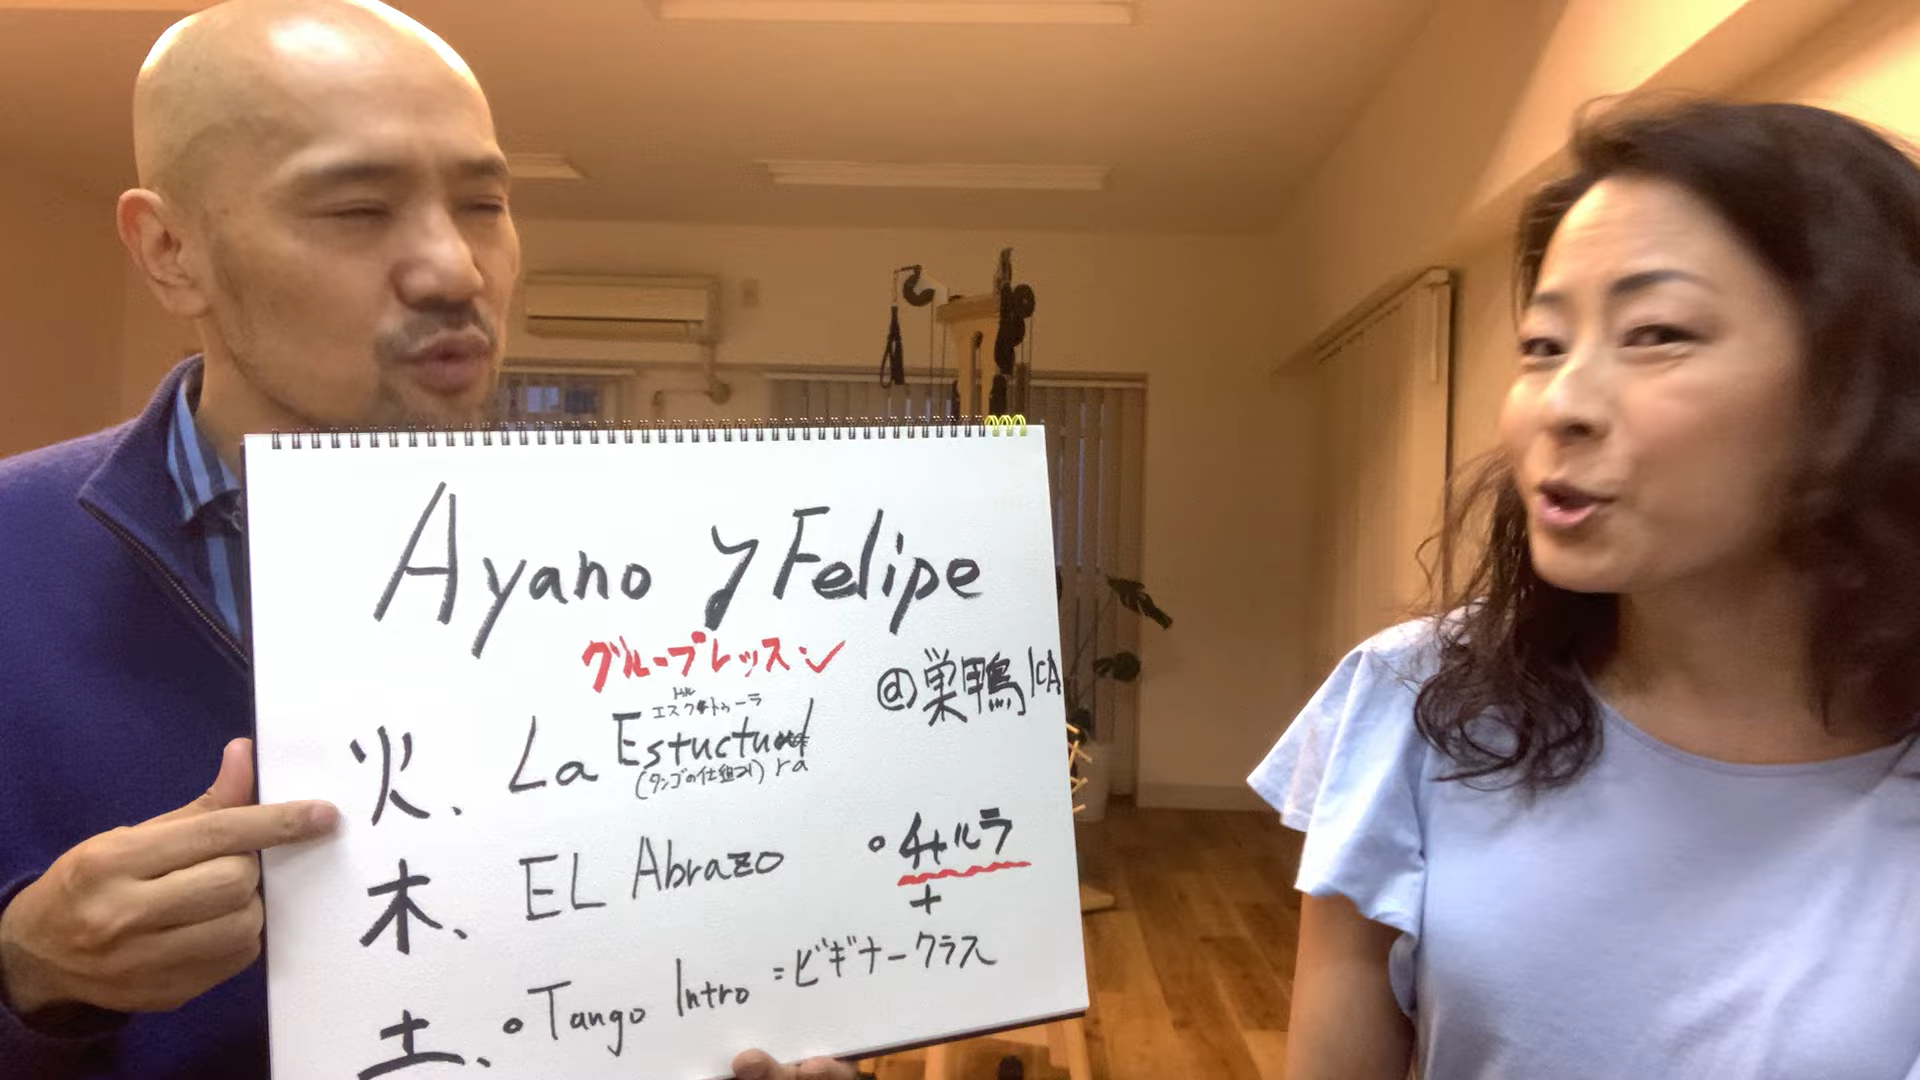 Ayano y Felipe
グループレッスン
@巣鴨ICA
エスク トゥーラ
火、 La Estuctu
(タンゴの仕組み) ra
木、 EL Abrazo
・チャルラ
+
土、・Tango Intro = ビギナークラス